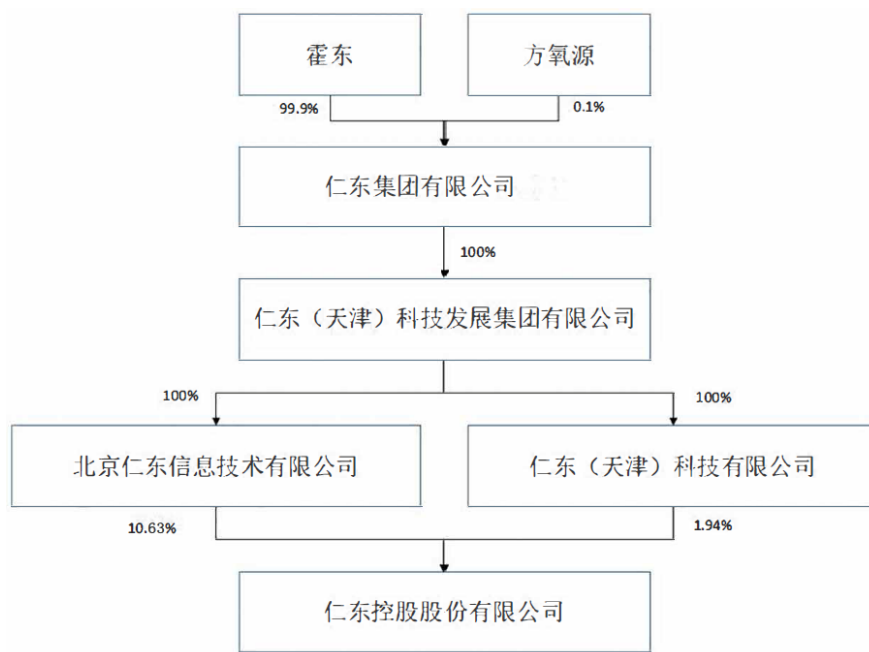 霍东
方氧源
99.9%
0.1%
仁东集团有限公司
100%
仁东（天津）科技发展集团有限公司
100%
100%
北京仁东信息技术有限公司
仁东（天津）科技有限公司
10.63%
1.94%
仁东控股股份有限公司